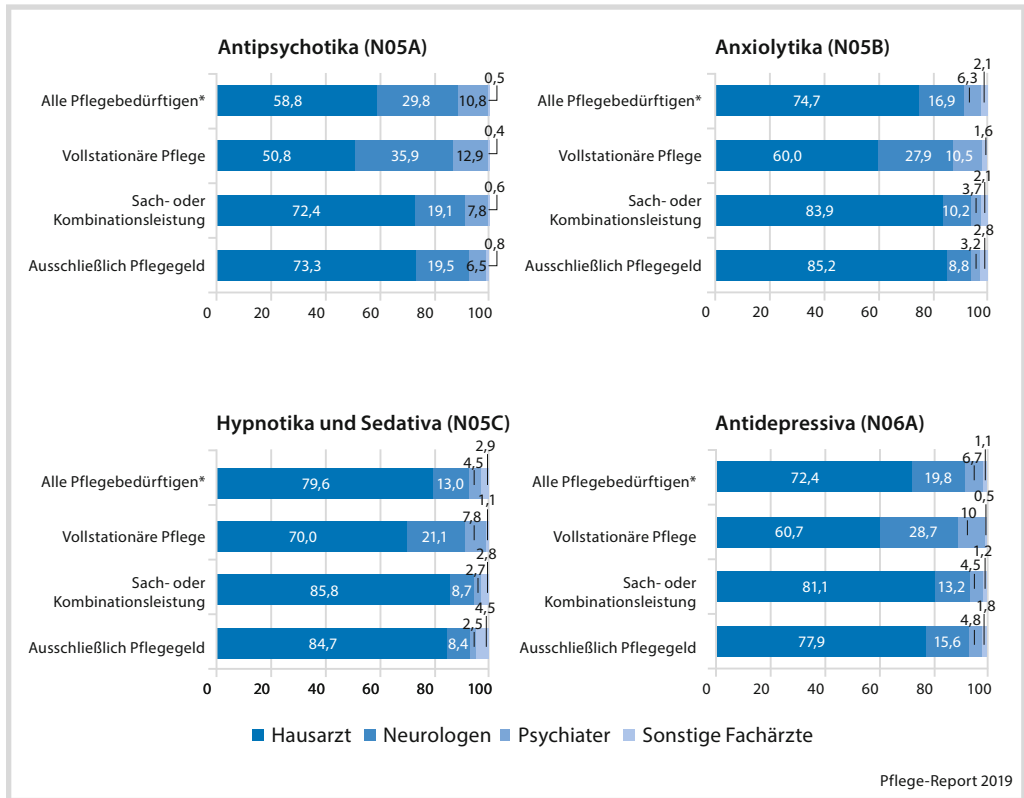 Antipsychotika (N05A)
0,5
Alle Pflegebedürftigen*
58,8 29,8 10,8
0,4
Vollstationäre Pflege
50,8 35,9 12,9
0,6
Sach- oder
Kombinationsleistung
72,4 19,1 7,8
0,8
Ausschließlich Pflegegeld
73,3 19,5 6,5
0 20 40 60 80 100
Anxiolytika (N05B)
2,1
6,3
Alle Pflegebedürftigen*
74,7 16,9
1,6
Vollstationäre Pflege
60,0 27,9 10,5
2,1
3,7
Sach- oder
Kombinationsleistung
83,9 10,2
2,8
3,2
Ausschließlich Pflegegeld
85,2 8,8
0 20 40 60 80 100
Hypnotika und Sedativa (N05C)
2,9
4,5
Alle Pflegebedürftigen*
79,6 13,0
1,1
7,8
Vollstationäre Pflege
70,0 21,1
2,8
2,7
Sach- oder
Kombinationsleistung
85,8 8,7
4,5
2,5
Ausschließlich Pflegegeld
84,7 8,4
0 20 40 60 80 100
Antidepressiva (N06A)
1,1
6,7
Alle Pflegebedürftigen*
72,4 19,8
0,5
10
Vollstationäre Pflege
60,7 28,7
1,2
4,5
Sach- oder
Kombinationsleistung
81,1 13,2
1,8
4,8
Ausschließlich Pflegegeld
77,9 15,6
0 20 40 60 80 100
Hausarzt Neurologen Psychiater Sonstige Fachärzte
Pflege-Report 2019